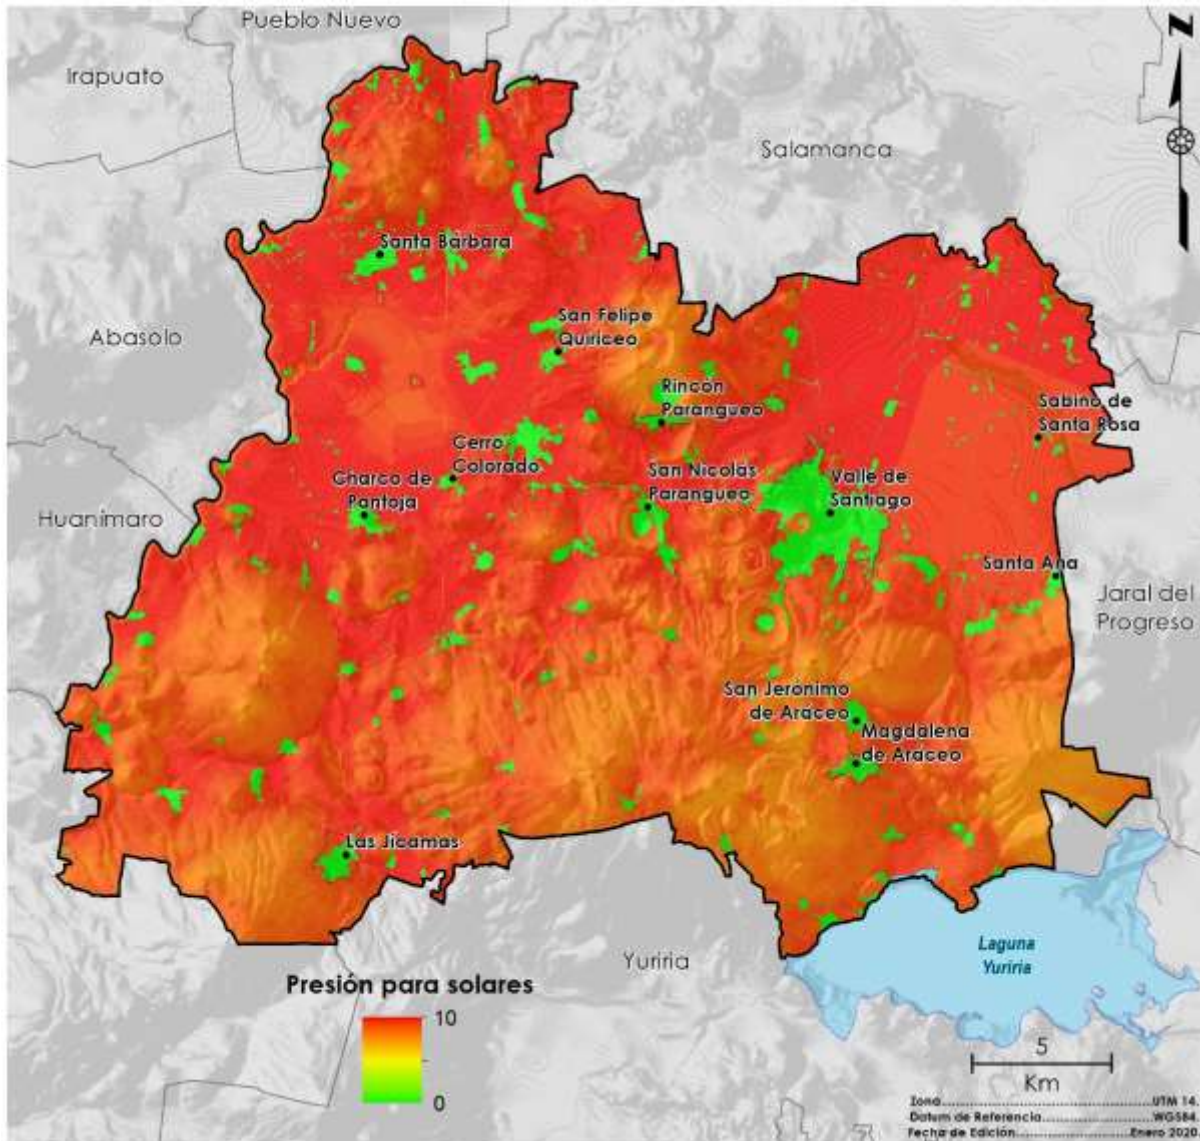 Pueblo Nuevo
Irapuato
Salamanca
Santa Bárbara
Abasolo
San Felipe
Quiriceo
Rincón
Parangueo
Sabino de
Santa Rosa
Cerro
Colorado
Charco de
Pantoja
San Nicolás
Parangueo
Valle de
Santiago
Huanímaro
Santa Ana
Jaral del
Progreso
San Jerónimo
de Aráceo
Magdalena
de Aráceo
Las Jícamas
Yuriria
Laguna
Yuriria
Presión para solares
10
0
5
Km
Zona UTM 14.
Datum de Referencia WGS84.
Fecha de Edición Enero 2020
N